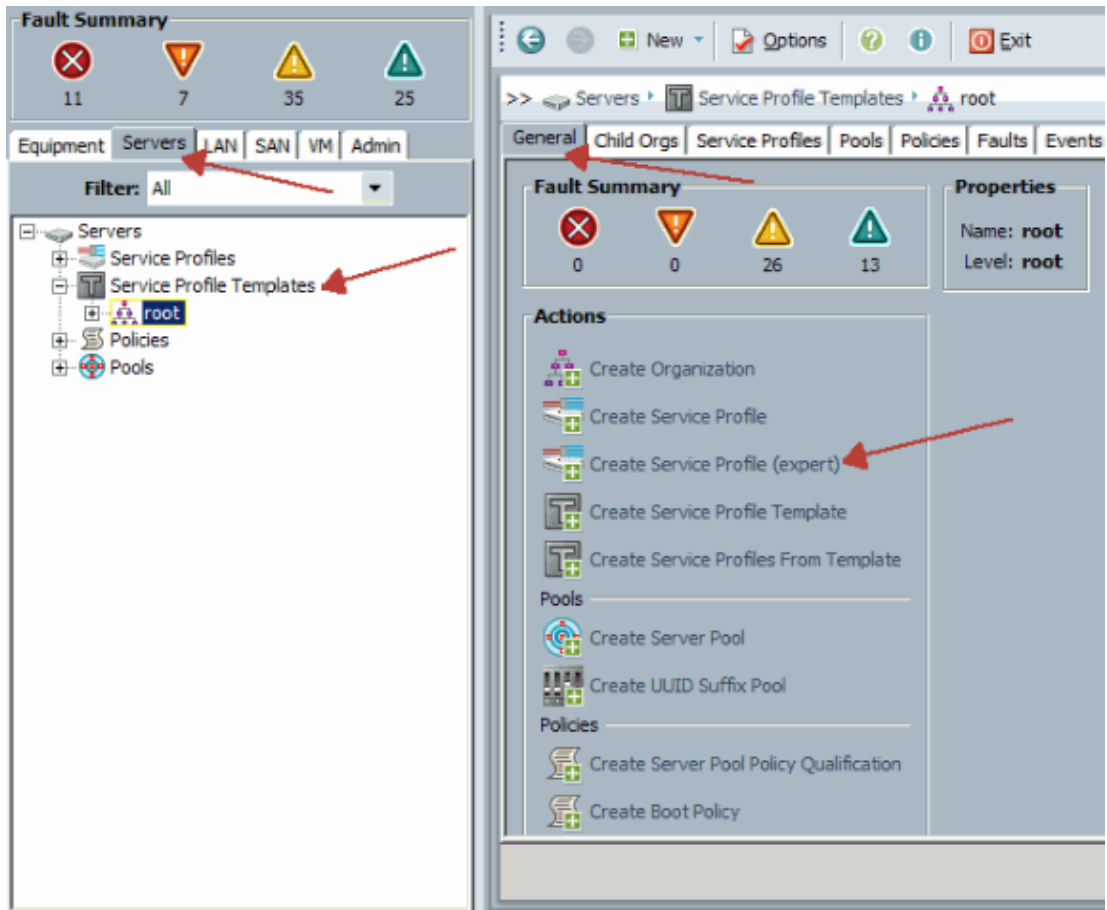 Fault Summary
11 7 35 25
Equipment Servers LAN SAN VM Admin
Filter: All
Servers
Service Profiles
Service Profile Templates
root
Policies
Pools
New Options Exit
>> Servers Service Profile Templates root
General Child Orgs Service Profiles Pools Policies Faults Events
Fault Summary
0 0 26 13
Properties
Name: root
Level: root
Actions
Create Organization
Create Service Profile
Create Service Profile (expert)
Create Service Profile Template
Create Service Profiles From Template
Pools
Create Server Pool
Create UUID Suffix Pool
Policies
Create Server Pool Policy Qualification
Create Boot Policy